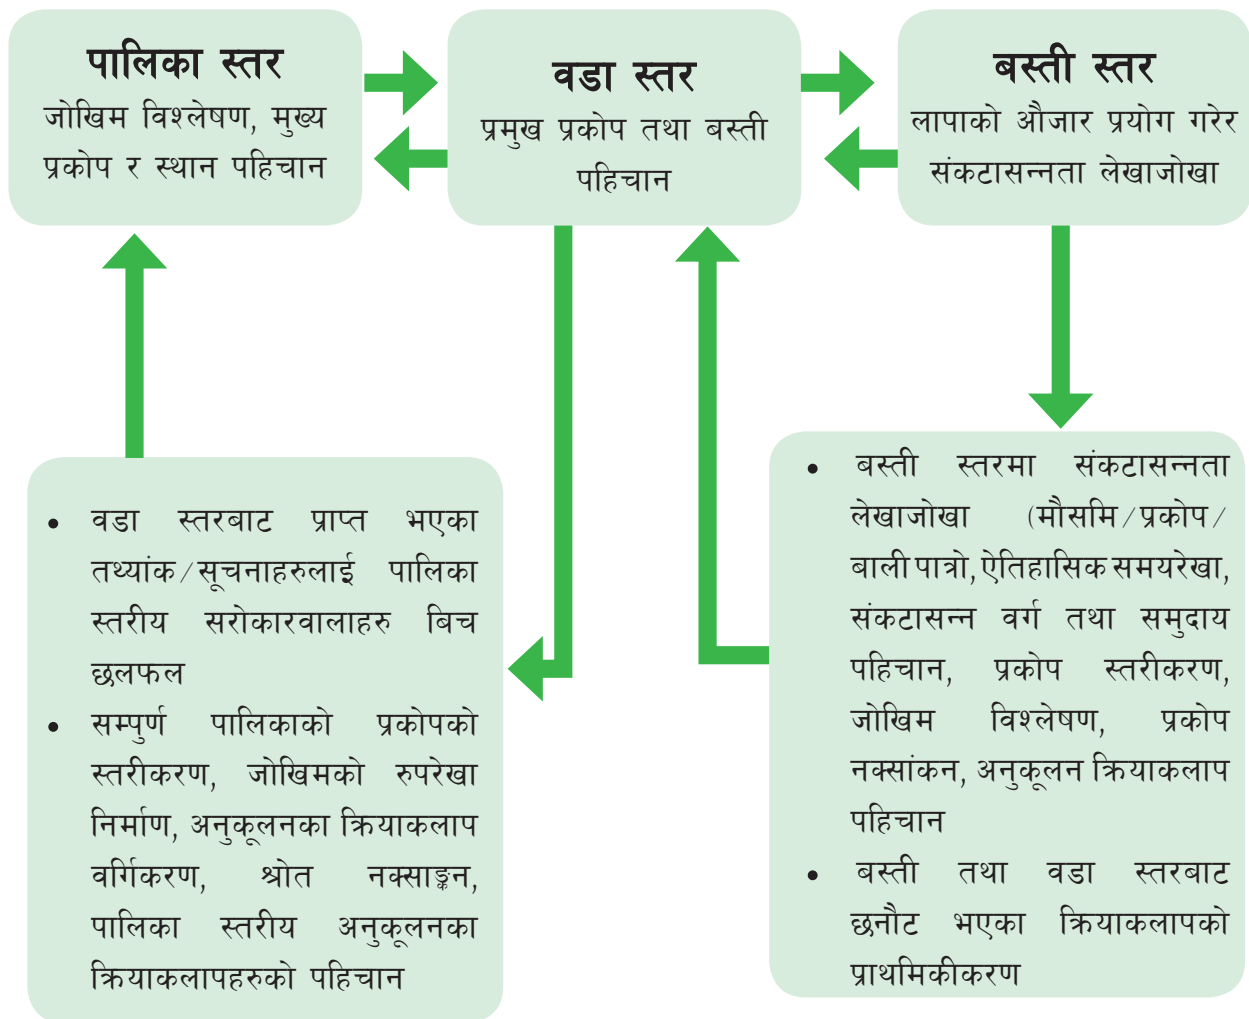 पालिका स्तर
जोखिम विश्लेषण, मुख्य
प्रकोप र स्थान पहिचान
वडा स्तर
प्रमुख प्रकोप तथा बस्ती
पहिचान
बस्ती स्तर
लापाको औजार प्रयोग गरेर
संकटासन्नता लेखाजोखा
• वडा स्तरबाट प्राप्त भएका
तथ्यांक/सूचनाहरुलाई पालिका
स्तरीय सरोकारवालाहरु बिच
छलफल
• सम्पुर्ण पालिकाको प्रकोपको
स्तरीकरण, जोखिमको रुपरेखा
निर्माण, अनुकूलनका क्रियाकलाप
वर्गिकरण, श्रोत नक्साङ्कन,
पालिका स्तरीय अनुकूलनका
क्रियाकलापहरुको पहिचान
• बस्ती स्तरमा संकटासन्नता
लेखाजोखा (मौसमि/प्रकोप/
बाली पात्रो, ऐतिहासिक समयरेखा,
संकटासन्न वर्ग तथा समुदाय
पहिचान, प्रकोप स्तरीकरण,
जोखिम विश्लेषण, प्रकोप
नक्सांकन, अनुकूलन क्रियाकलाप
पहिचान
• बस्ती तथा वडा स्तरबाट
छनौट भएका क्रियाकलापको
प्राथमिकीकरण